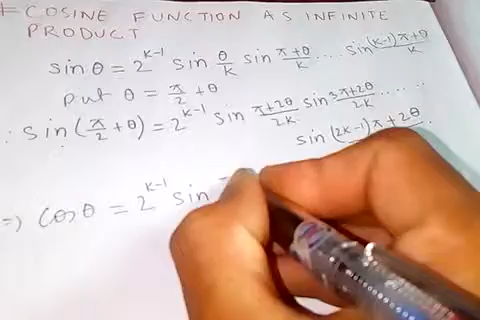 COSINE FUNCTION AS INFINITE
PRODUCT
sin θ = 2^{K-1} sin θ/K sin (π+θ)/K .... sin ((K-1)π+θ)/K
put θ = π/2 + θ
∴ sin (π/2 + θ) = 2^{K-1} sin (π+2θ)/2K sin (3π+2θ)/2K ......
sin (2K-1)π+2θ
⇒ cos θ = 2^{K-1} sin